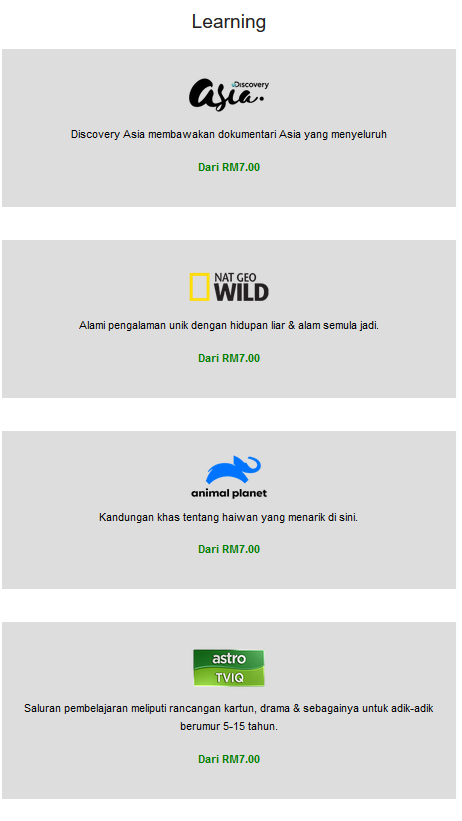 Learning
Discovery
Asia.
Discovery Asia membawakan dokumentari Asia yang menyeluruh
Dari RM7.00
NAT GEO
WILD
Alami pengalaman unik dengan hidupan liar & alam semula jadi.
Dari RM7.00
animal planet
Kandungan khas tentang haiwan yang menarik di sini.
Dari RM7.00
astro
TVIQ
Saluran pembelajaran meliputi rancangan kartun, drama & sebagainya untuk adik-adik
berumur 5-15 tahun.
Dari RM7.00